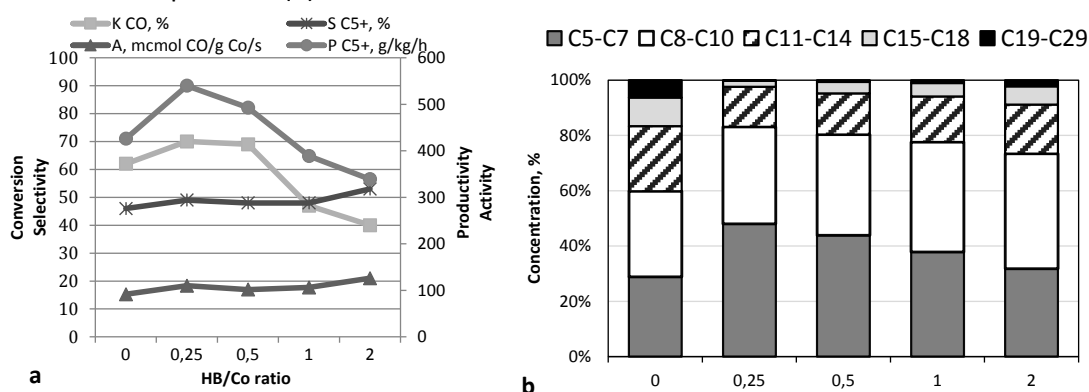 K CO, % S C5+, %
A, mcmol CO/g Co/s P C5+, g/kg/h
100
90
80
70
60
50
40
30
20
10
0
Conversion
Selectivity
600
500
400
300
200
100
0
Productivity
Activity
0 0,25 0,5 1 2
HB/Co ratio
a
C5-C7 C8-C10 C11-C14 C15-C18 C19-C29
100%
80%
60%
40%
20%
0%
Concentration, %
0 0,25 0,5 1 2
b